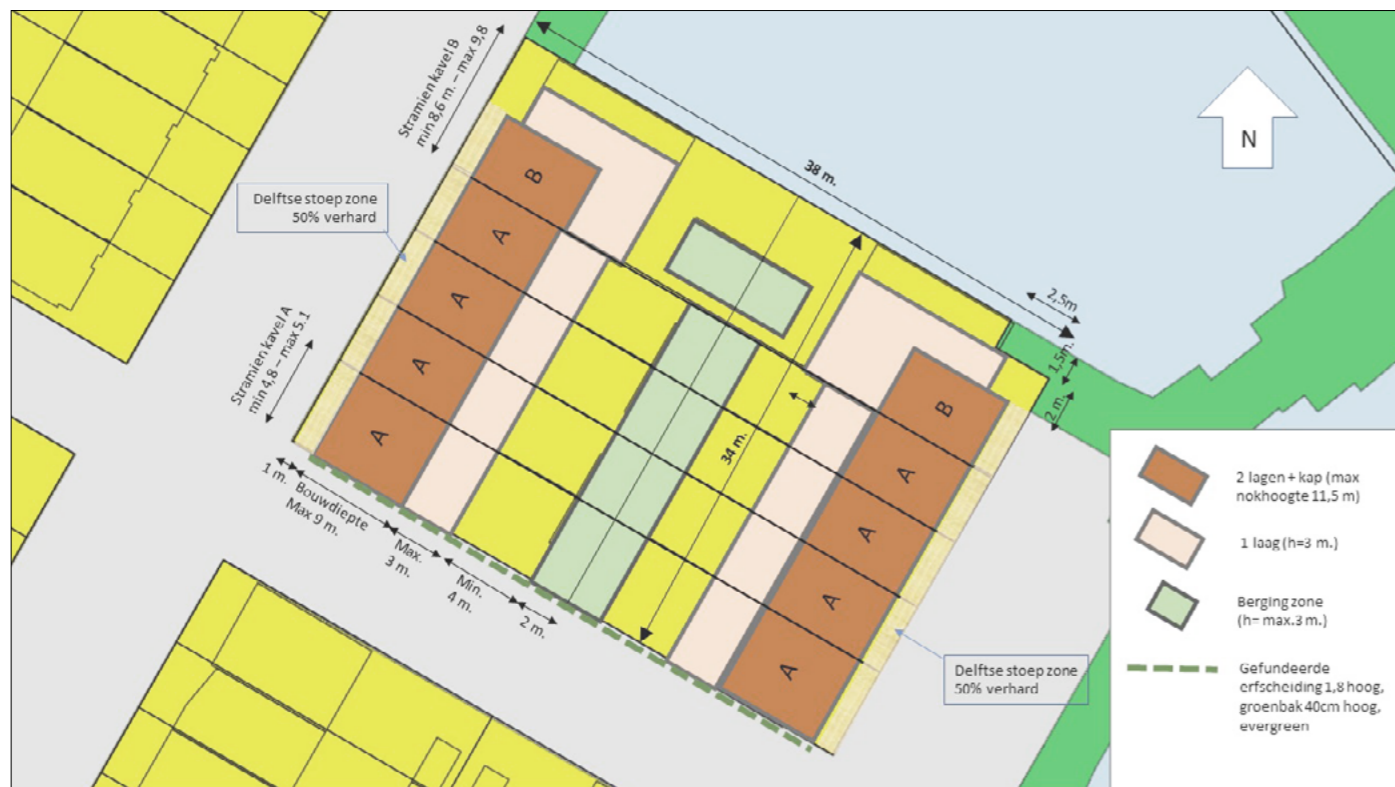 Stramien kavel B
min 8,6 m. – max 9,8
38 m.
N
Delftse stoep zone
50% verhard
B
A
A
A
A
2,5m
1,5m.
2 m.
Stramien kavel A
min 4,8 – max 5.1
34 m.
B
A
A
A
A
1 m.
Bouwdiepte
Max 9 m.
Max.
3 m.
Min.
4 m.
2 m.
Delftse stoep zone
50% verhard
2 lagen + kap (max
nokhoogte 11,5 m)
1 laag (h=3 m.)
Berging zone
(h= max.3 m.)
Gefundeerde
erfscheiding 1,8 hoog,
groenbak 40cm hoog,
evergreen